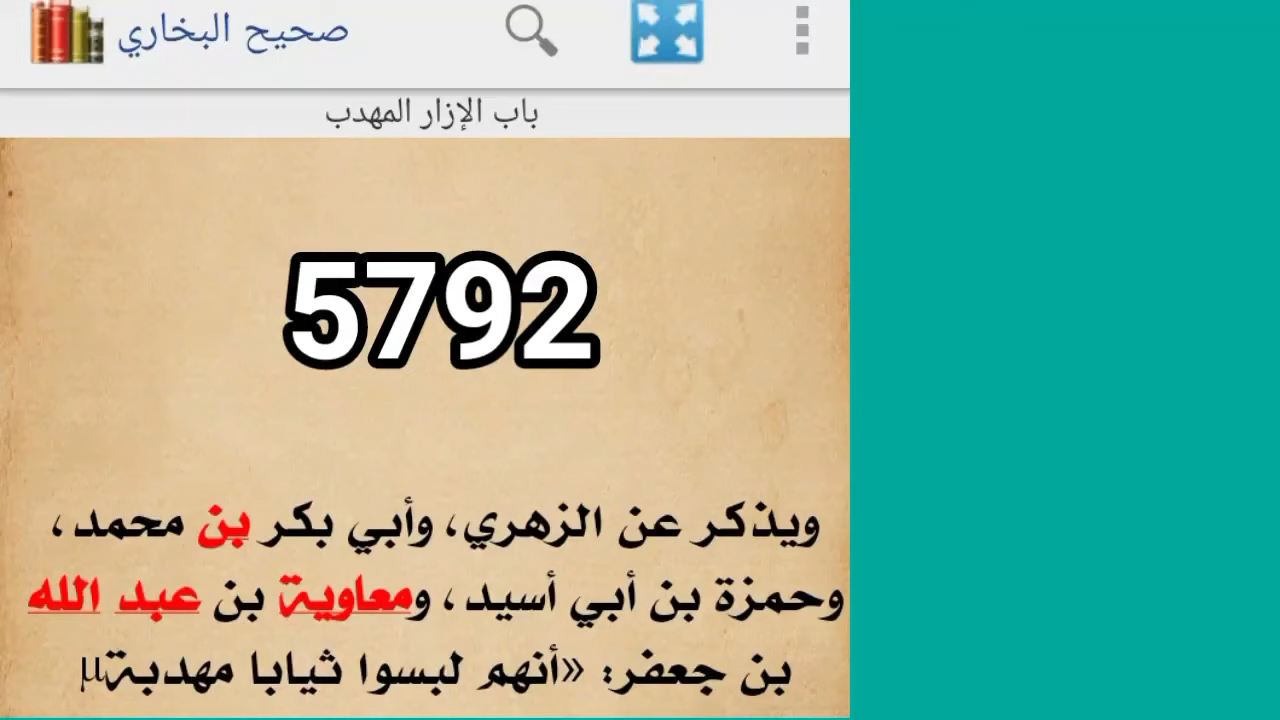 صحيح البخاري
باب الإزار المهدب
5792
ويذكر عن الزهري، وأبي بكر بن محمد،
وحمزة بن أبي أسيد، ومعاوية بن عبد الله
بن جعفر: «أنهم لبسوا ثيابا مهدبةµ